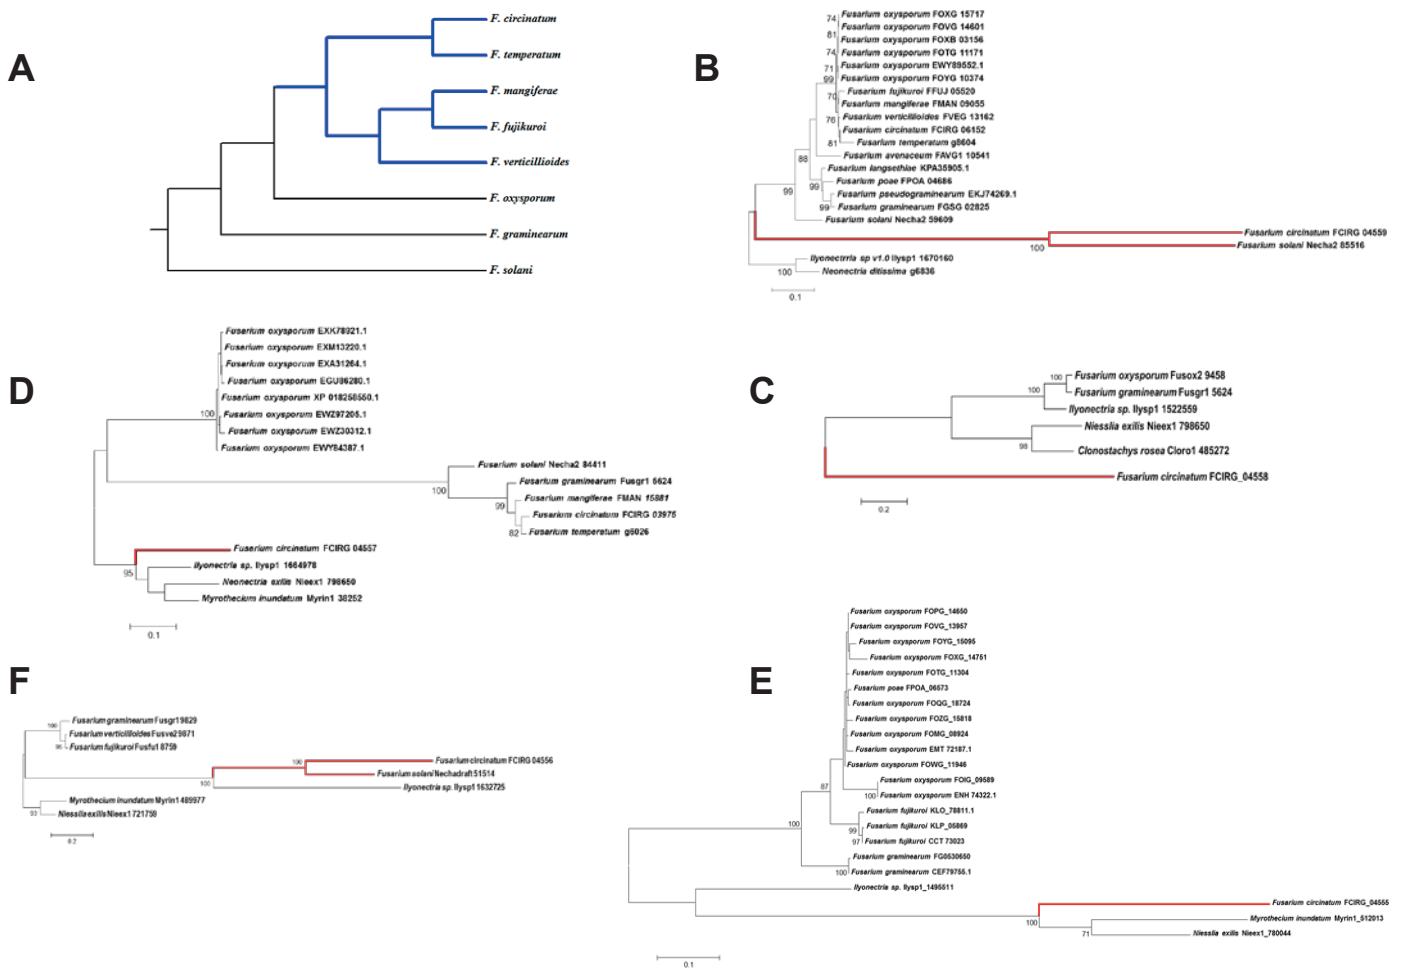 A
F. circinatum
F. temperatum
F. mangiferae
F. fujikuroi
F. verticillioides
F. oxysporum
F. graminearum
F. solani
B
74
Fusarium oxysporum FOXG 15717
Fusarium oxysporum FOVG 14601
81
Fusarium oxysporum FOXB 03156
74
Fusarium oxysporum FOTG 11171
71
Fusarium oxysporum EWY89552.1
99
Fusarium oxysporum FOYG 10374
70
Fusarium fujikuroi FFUJ 05520
Fusarium mangiferae FMAN 09055
76
Fusarium verticillioides FVEG 13162
Fusarium circinatum FCIRG 06152
81
Fusarium temperatum g8604
88
Fusarium avenaceum FAVG1 10541
Fusarium langsethiae KPA35905.1
99
99
Fusarium poae FPOA 04686
Fusarium pseudograminearum EKJ74269.1
99
Fusarium graminearum FGSG 02825
Fusarium solani Necha2 59609
Fusarium circinatum FCIRG 04559
100
Fusarium solani Necha2 85516
Ilyonectrria sp v1.0 Ilysp1 1670160
100
Neonectria ditissima g6836
0.1
D
Fusarium oxysporum EXK78921.1
Fusarium oxysporum EXM13220.1
Fusarium oxysporum EXA31264.1
Fusarium oxysporum EGU86280.1
Fusarium oxysporum XP 018258550.1
100
Fusarium oxysporum EWZ97205.1
Fusarium oxysporum EWZ30312.1
Fusarium oxysporum EWY84387.1
Fusarium solani Necha2 84411
100
Fusarium graminearum Fusgr1 5624
99
Fusarium mangiferae FMAN 15881
Fusarium circinatum FCIRG 03975
82
Fusarium temperatum g6026
Fusarium circinatum FCIRG 04557
95
Ilyonectria sp. Ilysp1 1664978
Neonectria exilis Nieex1 798650
Myrothecium inundatum Myrin1 38252
0.1
C
100
Fusarium oxysporum Fusox2 9458
100
Fusarium graminearum Fusgr1 5624
Ilyonectria sp. Ilysp1 1522559
Niesslia exilis Nieex1 798650
98
Clonostachys rosea Cloro1 485272
Fusarium circinatum FCIRG_04558
0.2
F
100
Fusarium graminearum Fusgr1 9829
Fusarium verticillioides Fusve2 9871
96
Fusarium fujikuroi Fusfu1 8759
100
Fusarium circinatum FCIRG 04556
Fusarium solani Nechadraft 51514
100
Ilyonectria sp. Ilysp1 1632725
Myrothecium inundatum Myrin1 489977
93
Niesslia exilis Nieex1 721759
0.2
E
Fusarium oxysporum FOPG_14650
Fusarium oxysporum FOVG_13957
Fusarium oxysporum FOYG_15095
Fusarium oxysporum FOXG_14751
Fusarium oxysporum FOTG_11304
Fusarium poae FPOA_06573
Fusarium oxysporum FOQG_18724
Fusarium oxysporum FOZG_15818
Fusarium oxysporum FOMG_08924
Fusarium oxysporum EMT 72187.1
Fusarium oxysporum FOWG_11946
Fusarium oxysporum FOIG_09589
87
100
Fusarium oxysporum ENH 74322.1
Fusarium fujikuroi KLO_78811.1
100
99
Fusarium fujikuroi KLP_05869
97
Fusarium fujikuroi CCT 73023
Fusarium graminearum FG0530650
100
Fusarium graminearum CEF79755.1
Ilyonectria sp. Ilysp1_1495511
Fusarium circinatum FCIRG_04555
100
Myrothecium inundatum Myrin1_512013
71
Niesslia exilis Nieex1_780044
0.1